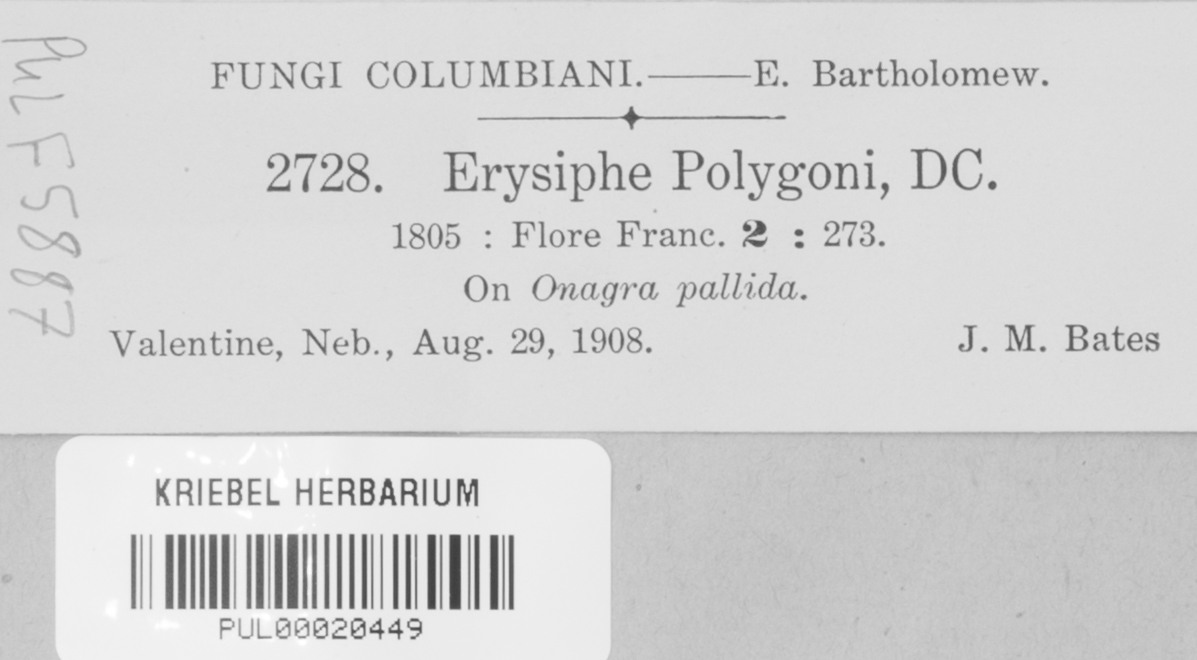 FUNGI COLUMBIANI.——E. Bartholomew.
2728. Erysiphe Polygoni, DC.
1805 : Flore Franc. 2 : 273.
On Onagra pallida.
Valentine, Neb., Aug. 29, 1908. J. M. Bates
PUL F5887
KRIEBEL HERBARIUM
PUL00020449